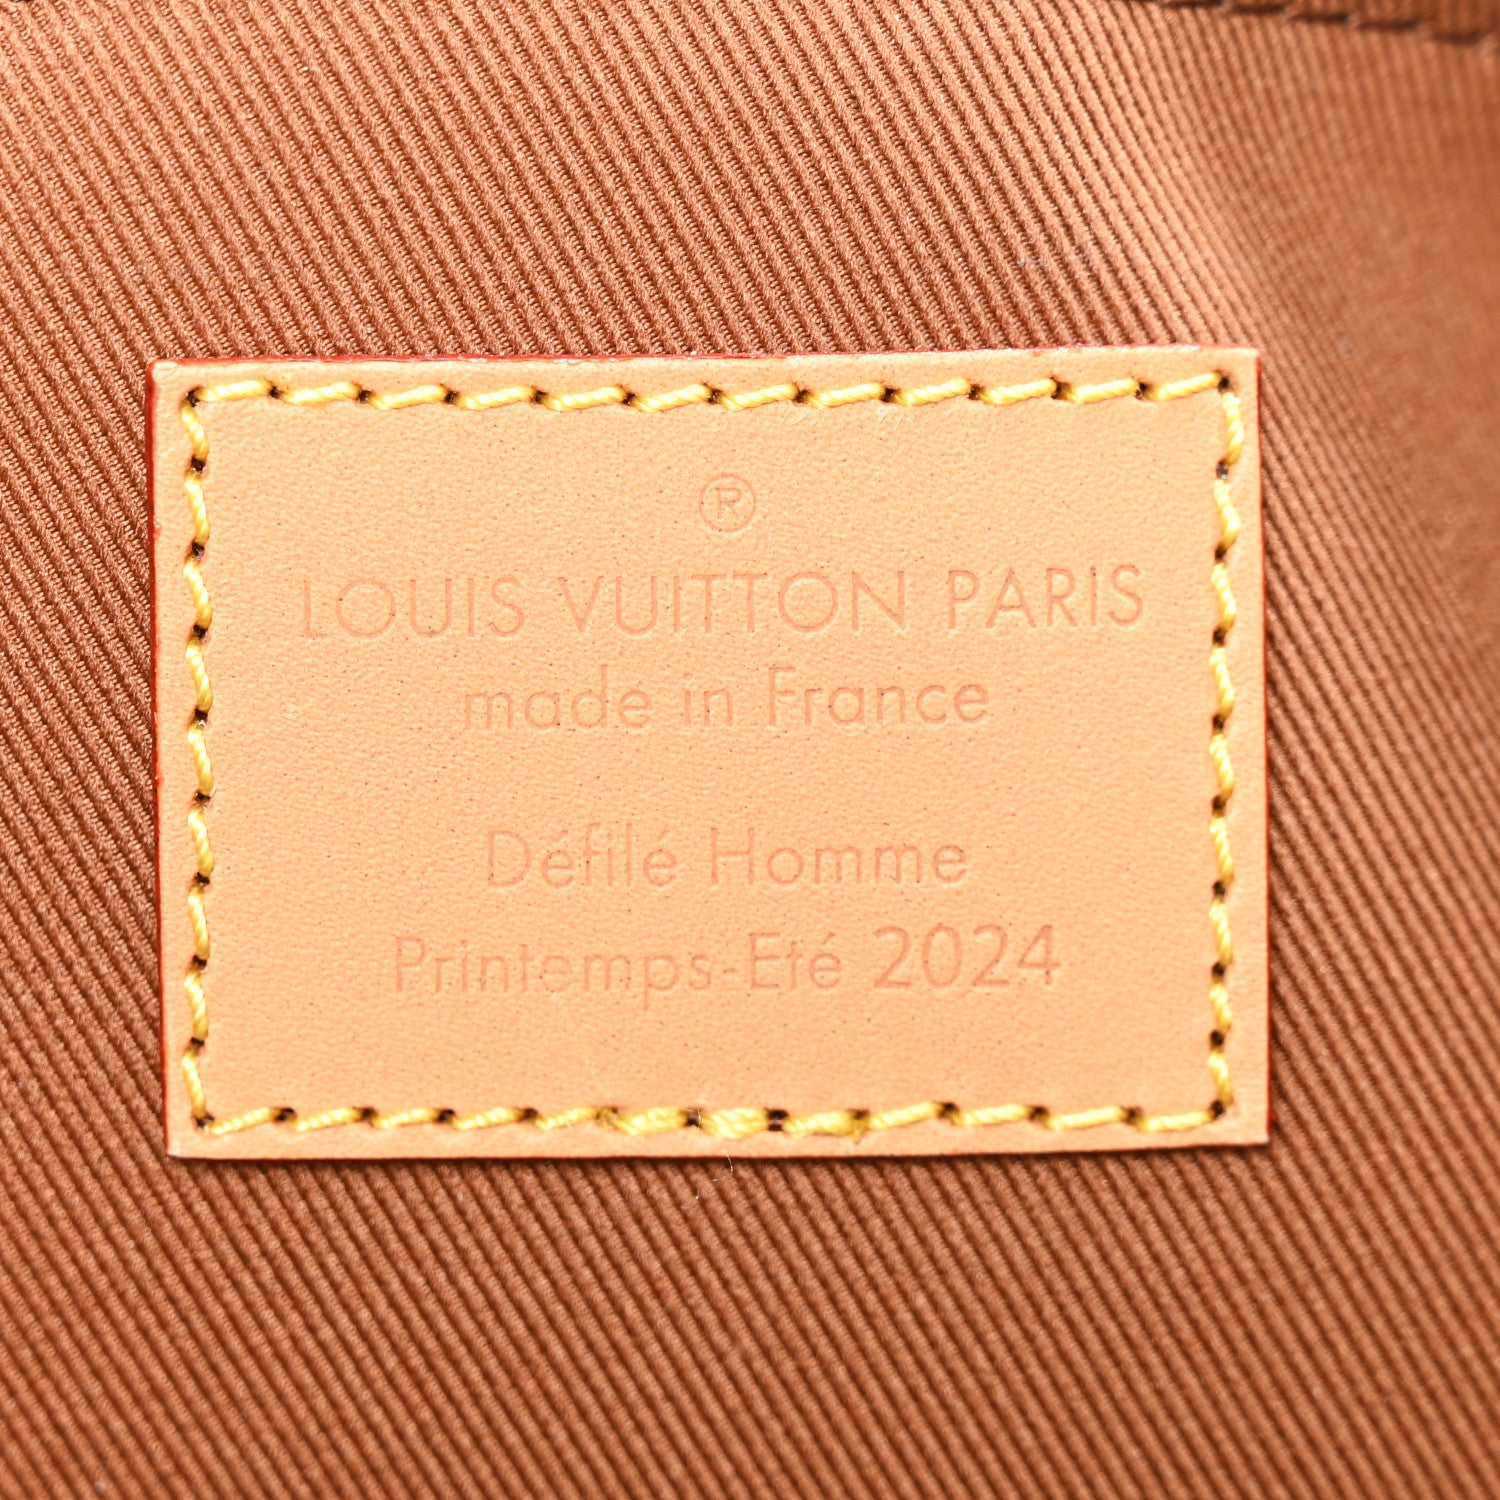 ®
LOUIS VUITTON PARIS
made in France
Défilé Homme
Printemps-Eté 2024